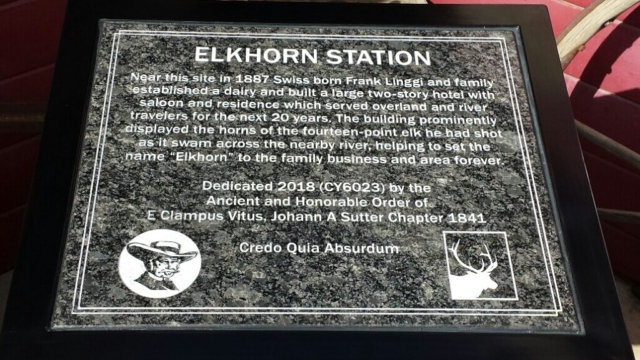 ELKHORN STATION
Near this site in 1887 Swiss born Frank Linggi and family
established a dairy and built a large two-story hotel with
saloon and residence which served overland and river
travelers for the next 20 years. The building prominently
displayed the horns of the fourteen-point elk he had shot
as it swam across the nearby river, helping to set the
name "Elkhorn" to the family business and area forever.
Dedicated 2018 (CY6023) by the
Ancient and Honorable Order of
E Clampus Vitus, Johann A Sutter Chapter 1841
Credo Quia Absurdum